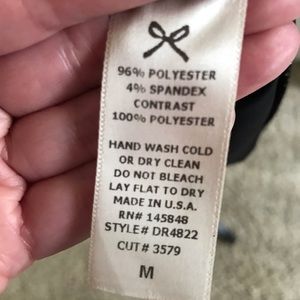 96% POLYESTER
4% SPANDEX
CONTRAST
100% POLYESTER
HAND WASH COLD
OR DRY CLEAN
DO NOT BLEACH
LAY FLAT TO DRY
MADE IN U.S.A.
RN# 145848
STYLE# DR4822
CUT# 3579
M